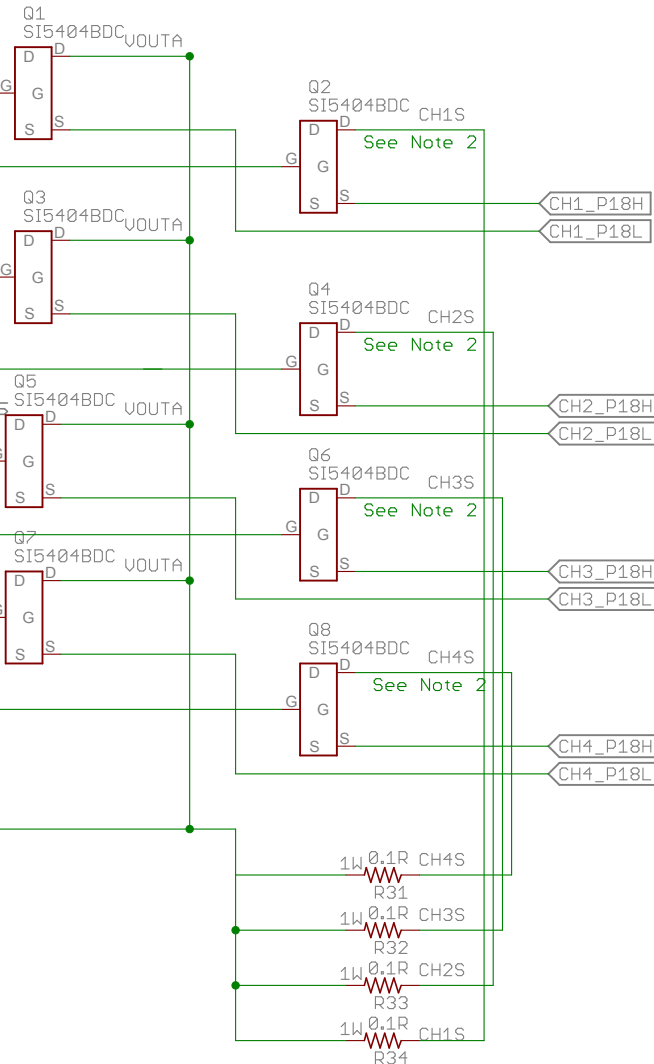 Q1
SI5404BDC
VOUTA
D
D
G
G
S
S
Q2
SI5404BDC
CH1S
D
D
See Note 2
G
G
S
S
CH1_P18H
CH1_P18L
Q3
SI5404BDC
VOUTA
D
D
G
G
S
S
Q4
SI5404BDC
CH2S
D
D
See Note 2
G
G
S
S
CH2_P18H
CH2_P18L
Q5
SI5404BDC
VOUTA
D
D
G
S
S
Q6
SI5404BDC
CH3S
D
D
See Note 2
G
G
S
S
CH3_P18H
CH3_P18L
Q7
SI5404BDC
VOUTA
D
D
G
S
S
Q8
SI5404BDC
CH4S
D
D
See Note 2
G
G
S
S
CH4_P18H
CH4_P18L
1W 0.1R CH4S
R31
1W 0.1R CH3S
R32
1W 0.1R CH2S
R33
1W 0.1R CH1S
R34